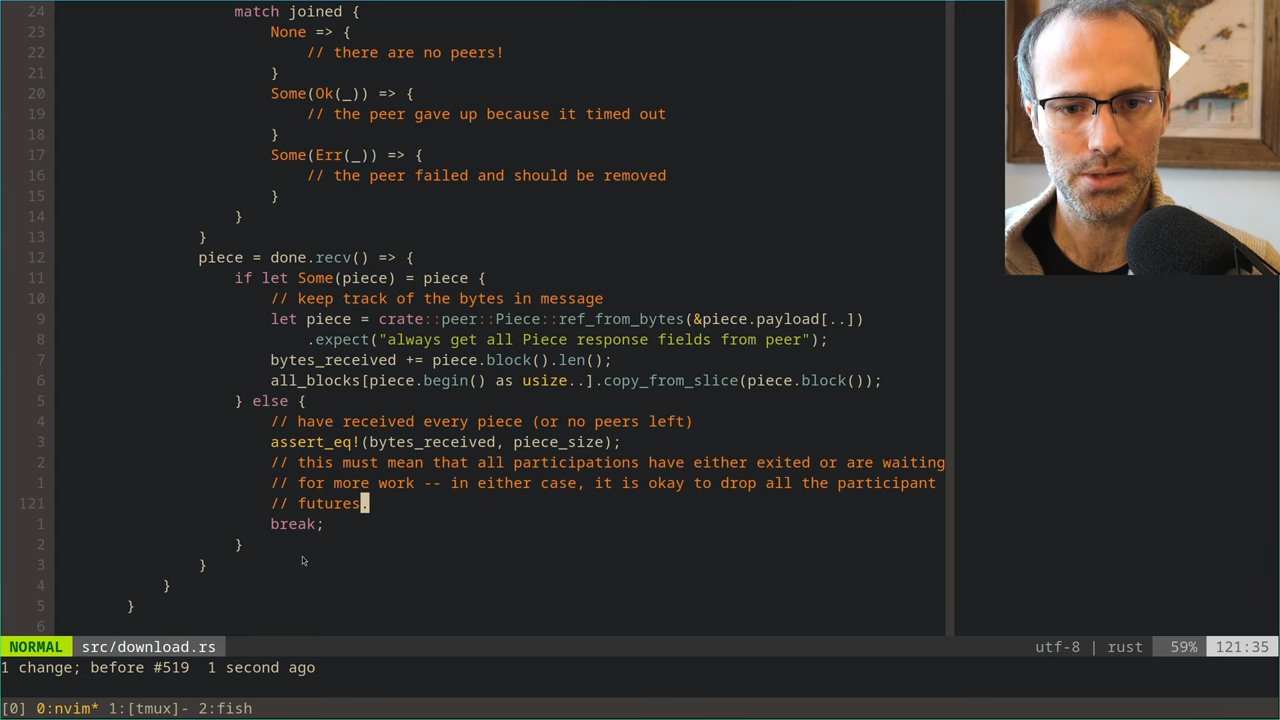 24 match joined {
23 None => {
22 // there are no peers!
21 }
20 Some(Ok(_)) => {
19 // the peer gave up because it timed out
18 }
17 Some(Err(_)) => {
16 // the peer failed and should be removed
15 }
14 }
13 }
12 piece = done.recv() => {
11 if let Some(piece) = piece {
10 // keep track of the bytes in message
9 let piece = crate::peer::Piece::ref_from_bytes(&piece.payload[..])
8 .expect("always get all Piece response fields from peer");
7 bytes_received += piece.block().len();
6 all_blocks[piece.begin() as usize..].copy_from_slice(piece.block());
5 } else {
4 // have received every piece (or no peers left)
3 assert_eq!(bytes_received, piece_size);
2 // this must mean that all participations have either exited or are waiting
1 // for more work -- in either case, it is okay to drop all the participant
121 // futures.
1 break;
2 }
3 }
4 }
5 }
6
NORMAL src/download.rs utf-8 | rust 59% 121:35
1 change; before #519 1 second ago
[0] 0:nvim* 1:[tmux]- 2:fish